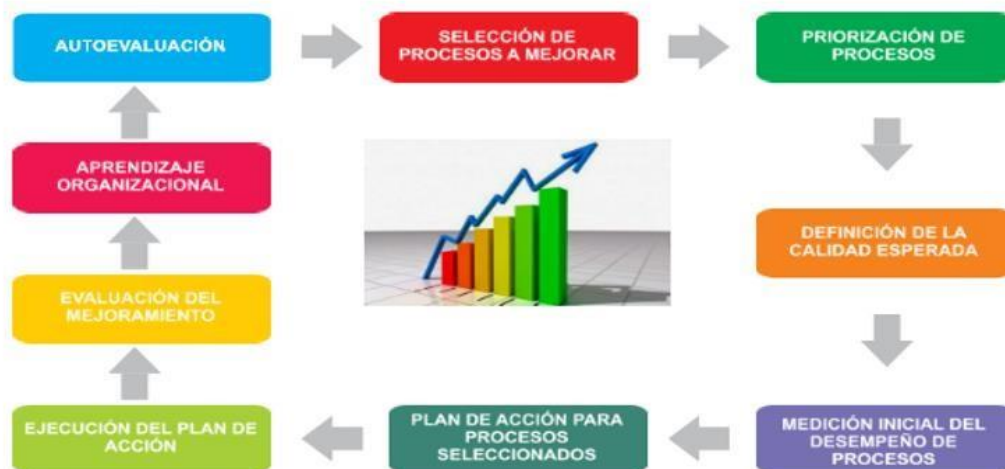 AUTOEVALUACIÓN
SELECCIÓN DE
PROCESOS A MEJORAR
PRIORIZACIÓN DE
PROCESOS
DEFINICIÓN DE LA
CALIDAD ESPERADA
MEDICIÓN INICIAL DEL
DESEMPEÑO DE
PROCESOS
PLAN DE ACCIÓN PARA
PROCESOS
SELECCIONADOS
EJECUCIÓN DEL PLAN DE
ACCIÓN
EVALUACIÓN DEL
MEJORAMIENTO
APRENDIZAJE
ORGANIZACIONAL